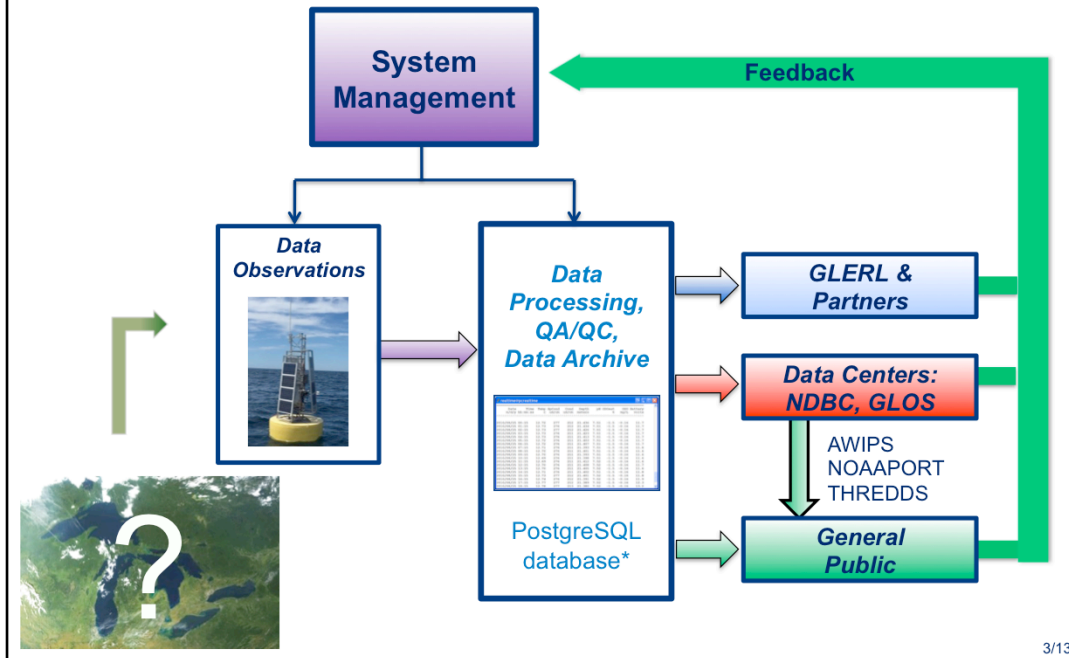 System
Management
Feedback
Data
Observations
Data
Processing,
QA/QC,
Data Archive
PostgreSQL
database*
GLERL &
Partners
Data Centers:
NDBC, GLOS
AWIPS
NOAAPORT
THREDDS
General
Public
?
3/13